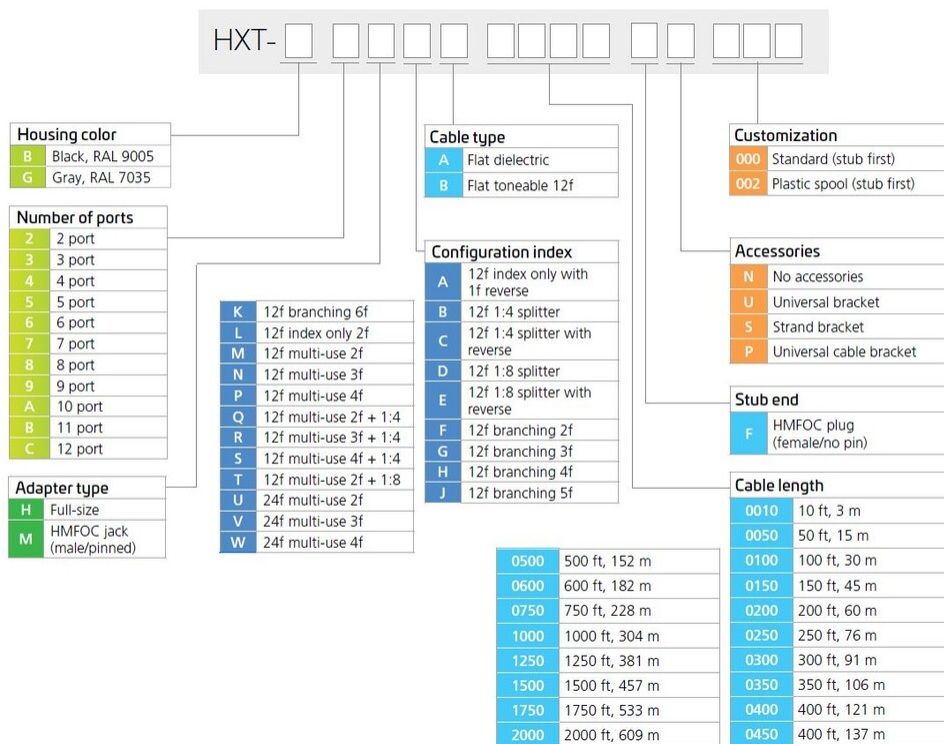 HXT-
Housing color
B Black, RAL 9005
G Gray, RAL 7035
Number of ports
2 2 port
3 3 port
4 4 port
5 5 port
6 6 port
7 7 port
8 8 port
9 9 port
A 10 port
B 11 port
C 12 port
Adapter type
H Full-size
M HMFOC jack
(male/pinned)
K 12f branching 6f
L 12f index only 2f
M 12f multi-use 2f
N 12f multi-use 3f
P 12f multi-use 4f
Q 12f multi-use 2f + 1:4
R 12f multi-use 3f + 1:4
S 12f multi-use 4f + 1:4
T 12f multi-use 2f + 1:8
U 24f multi-use 2f
V 24f multi-use 3f
W 24f multi-use 4f
Cable type
A Flat dielectric
B Flat toneable 12f
Configuration index
A 12f index only with
1f reverse
B 12f 1:4 splitter
C 12f 1:4 splitter with
reverse
D 12f 1:8 splitter
E 12f 1:8 splitter with
reverse
F 12f branching 2f
G 12f branching 3f
H 12f branching 4f
J 12f branching 5f
Customization
000 Standard (stub first)
002 Plastic spool (stub first)
Accessories
N No accessories
U Universal bracket
S Strand bracket
P Universal cable bracket
Stub end
F HMFOC plug
(female/no pin)
Cable length
0010 10 ft, 3 m
0050 50 ft, 15 m
0100 100 ft, 30 m
0150 150 ft, 45 m
0200 200 ft, 60 m
0250 250 ft, 76 m
0300 300 ft, 91 m
0350 350 ft, 106 m
0400 400 ft, 121 m
0450 400 ft, 137 m
0500 500 ft, 152 m
0600 600 ft, 182 m
0750 750 ft, 228 m
1000 1000 ft, 304 m
1250 1250 ft, 381 m
1500 1500 ft, 457 m
1750 1750 ft, 533 m
2000 2000 ft, 609 m